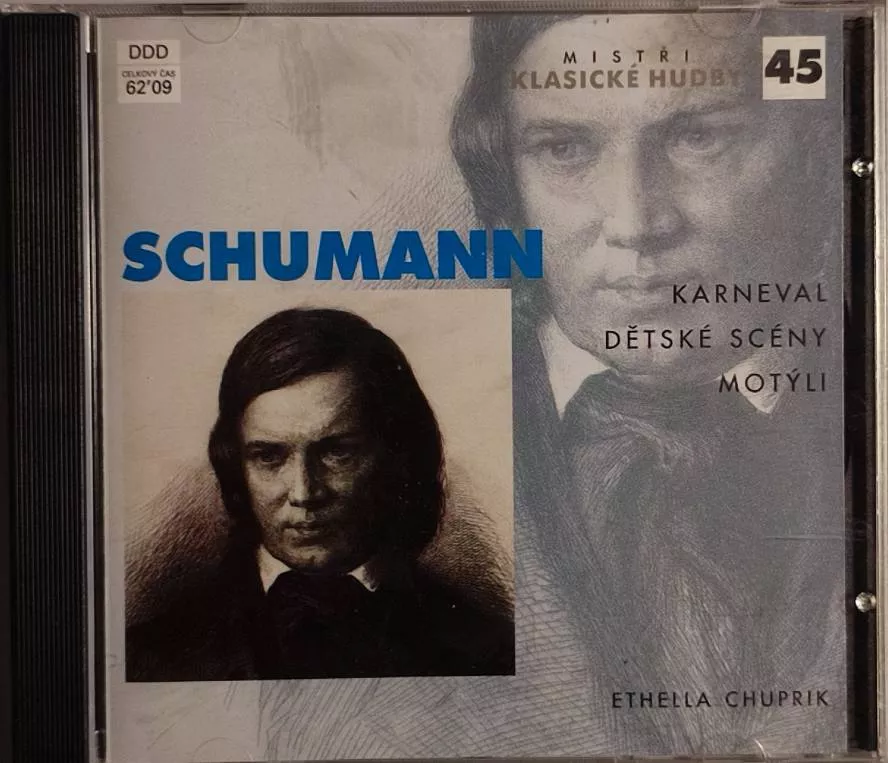 DDD
CELKOVÝ ČAS
62'09
MISTŘI
KLASICKÉ HUDBY
45
SCHUMANN
KARNEVAL
DĚTSKÉ SCÉNY
MOTÝLI
ETHELLA CHUPRIK